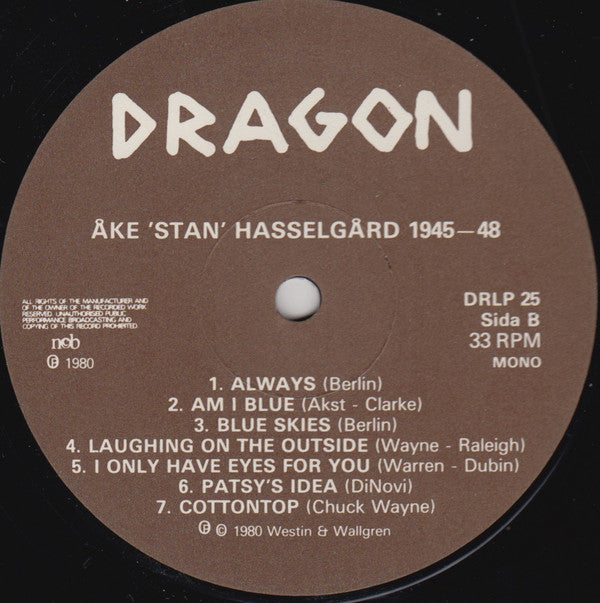 DRAGON
ÅKE 'STAN' HASSELGÅRD 1945—48
ALL RIGHTS OF THE MANUFACTURER AND
OF THE OWNER OF THE RECORDED WORK
RESERVED. UNAUTHORISED PUBLIC
PERFORMANCE BROADCASTING AND
COPYING OF THIS RECORD PROHIBITED.
ncb
Ⓟ 1980
DRLP 25
Sida B
33 RPM
MONO
1. ALWAYS (Berlin)
2. AM I BLUE (Akst - Clarke)
3. BLUE SKIES (Berlin)
4. LAUGHING ON THE OUTSIDE (Wayne - Raleigh)
5. I ONLY HAVE EYES FOR YOU (Warren - Dubin)
6. PATSY'S IDEA (DiNovi)
7. COTTONTOP (Chuck Wayne)
Ⓟ © 1980 Westin & Wallgren